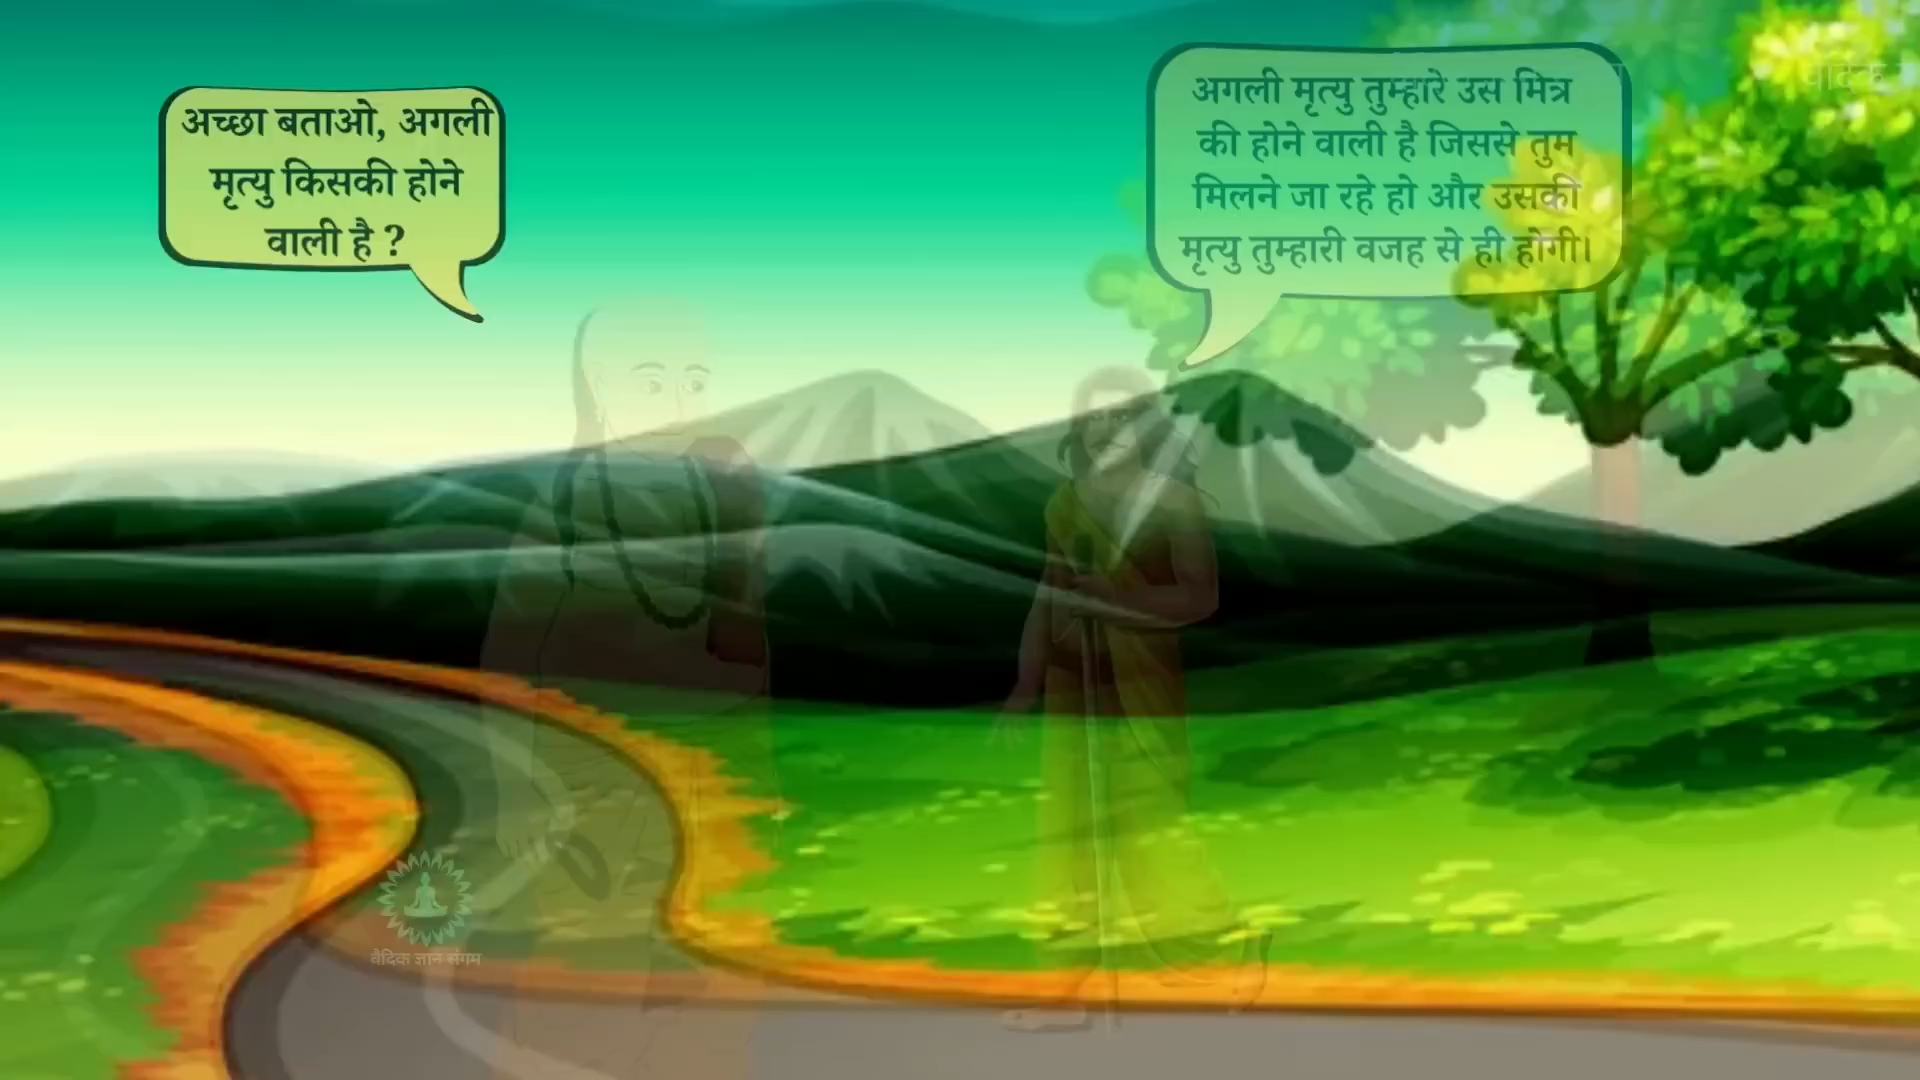 अच्छा बताओ, अगली
मृत्यु किसकी होने
वाली है ?
अगली मृत्यु तुम्हारे उस मित्र
की होने वाली है जिससे तुम
मिलने जा रहे हो और उसकी
मृत्यु तुम्हारी वजह से ही होगी।
वैदिक
वैदिक ज्ञान संगम